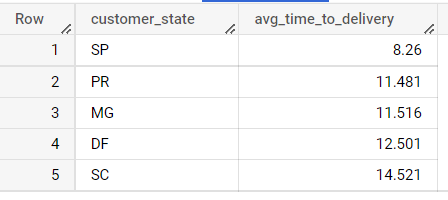 Row customer_state avg_time_to_delivery
1 SP 8.26
2 PR 11.481
3 MG 11.516
4 DF 12.501
5 SC 14.521